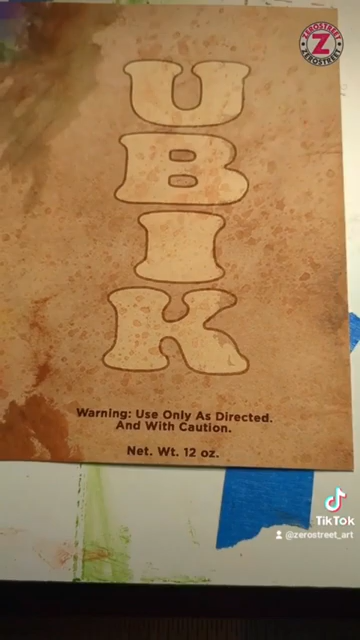 ZEROSTREET
Z
ZEROSTREET
U
B
I
K
Warning: Use Only As Directed.
And With Caution.
Net. Wt. 12 oz.
TikTok
@zerostreet_art